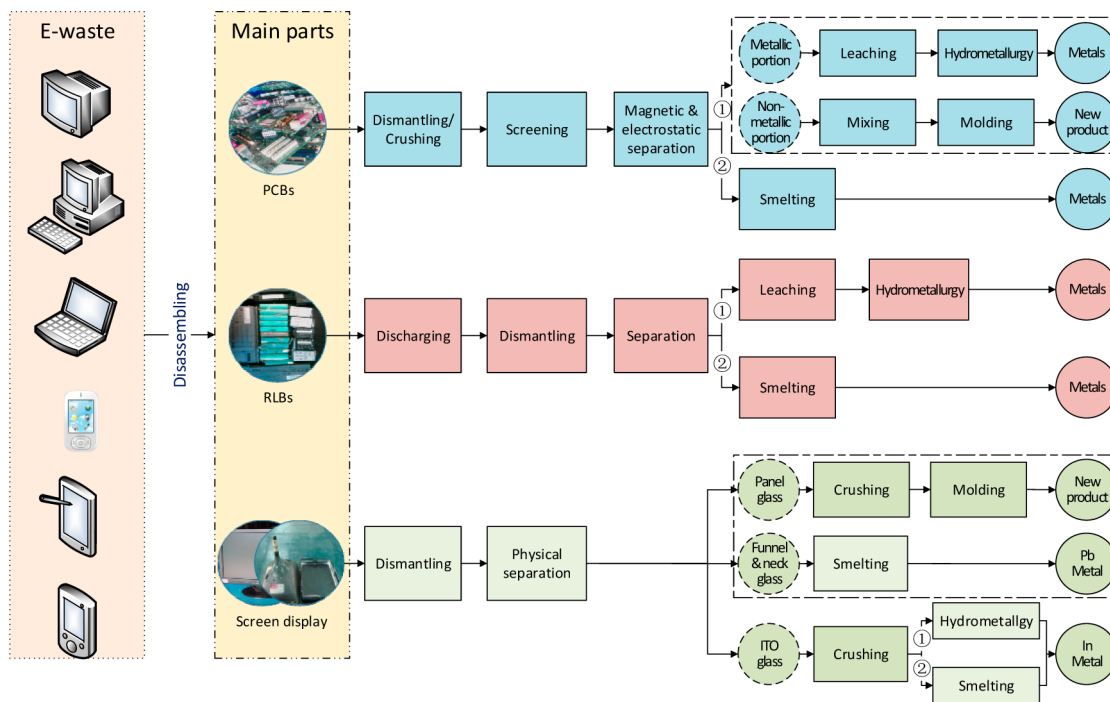 E-waste
Main parts
Disassembling
PCBs
Dismantling/
Crushing
Screening
Magnetic &
electrostatic
separation
①
②
Metallic
portion
Leaching
Hydrometallurgy
Metals
Non-
metallic
portion
Mixing
Molding
New
product
Smelting
Metals
RLBs
Discharging
Dismantling
Separation
①
②
Leaching
Hydrometallurgy
Metals
Smelting
Metals
Screen display
Dismantling
Physical
separation
Panel
glass
Crushing
Molding
New
product
Funnel
& neck
glass
Smelting
Pb
Metal
ITO
glass
Crushing
①
②
Hydrometallgy
Smelting
In
Metal